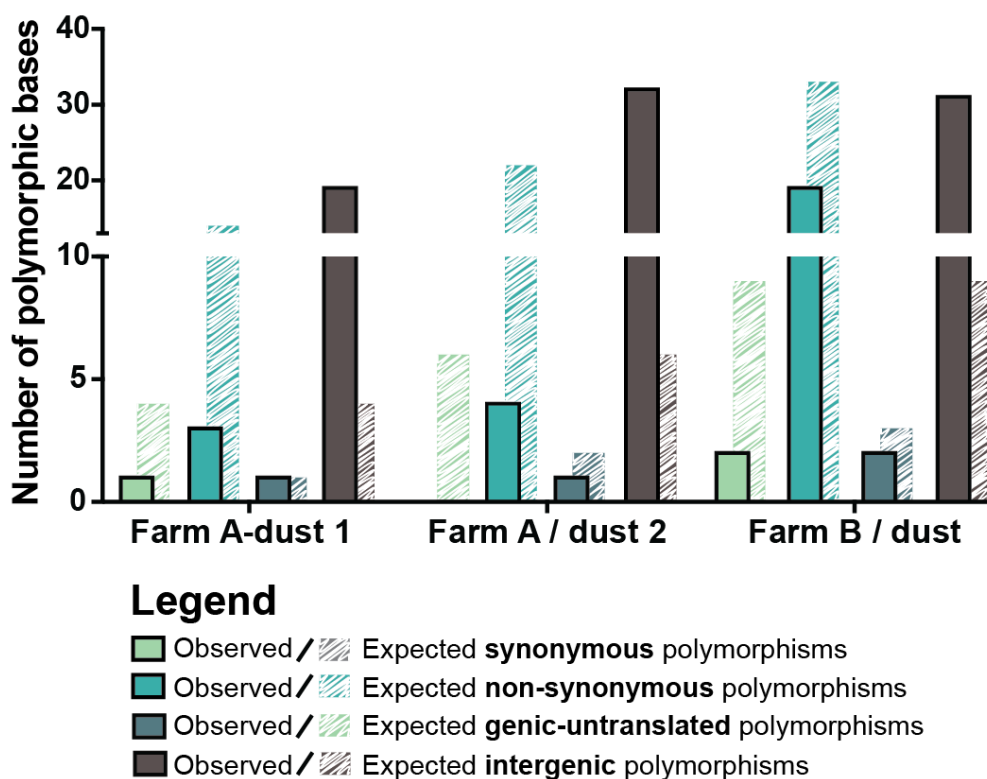 Number of polymorphic bases
40
30
20
10
5
0
Farm A-dust 1 Farm A / dust 2 Farm B / dust
Legend
Observed / Expected synonymous polymorphisms
Observed / Expected non-synonymous polymorphisms
Observed / Expected genic-untranslated polymorphisms
Observed / Expected intergenic polymorphisms